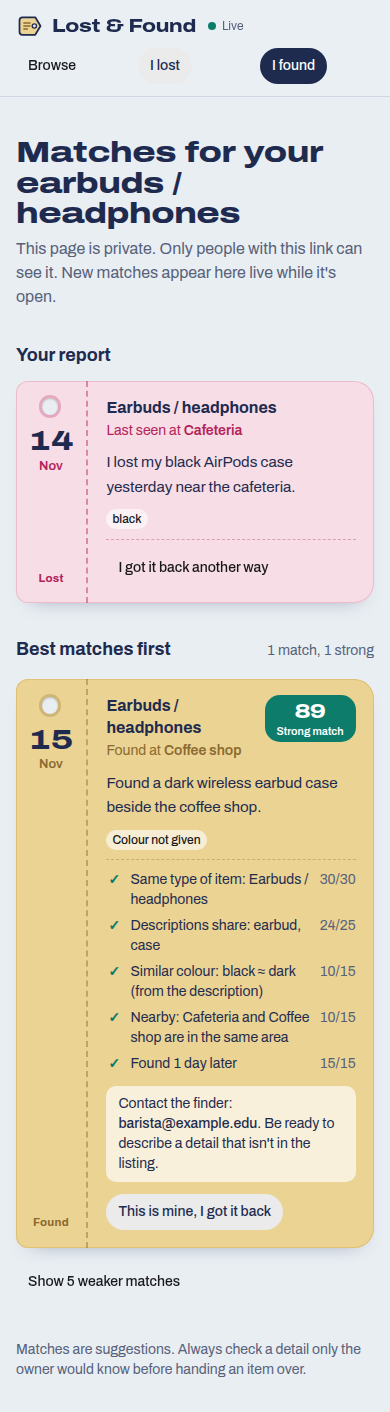 Lost & Found
Live
Browse
I lost
I found
Matches for your
earbuds /
headphones
This page is private. Only people with this link can
see it. New matches appear here live while it's
open.
Your report
14
Nov
Lost
Earbuds / headphones
Last seen at Cafeteria
I lost my black AirPods case
yesterday near the cafeteria.
black
I got it back another way
Best matches first
1 match, 1 strong
15
Nov
Found
Earbuds /
headphones
Found at Coffee shop
89
Strong match
Found a dark wireless earbud case
beside the coffee shop.
Colour not given
✓ Same type of item: Earbuds / 30/30
headphones
✓ Descriptions share: earbud, 24/25
case
✓ Similar colour: black ≈ dark 10/15
(from the description)
✓ Nearby: Cafeteria and Coffee 10/15
shop are in the same area
✓ Found 1 day later 15/15
Contact the finder:
barista@example.edu. Be ready to
describe a detail that isn't in the
listing.
This is mine, I got it back
Show 5 weaker matches
Matches are suggestions. Always check a detail only the
owner would know before handing an item over.